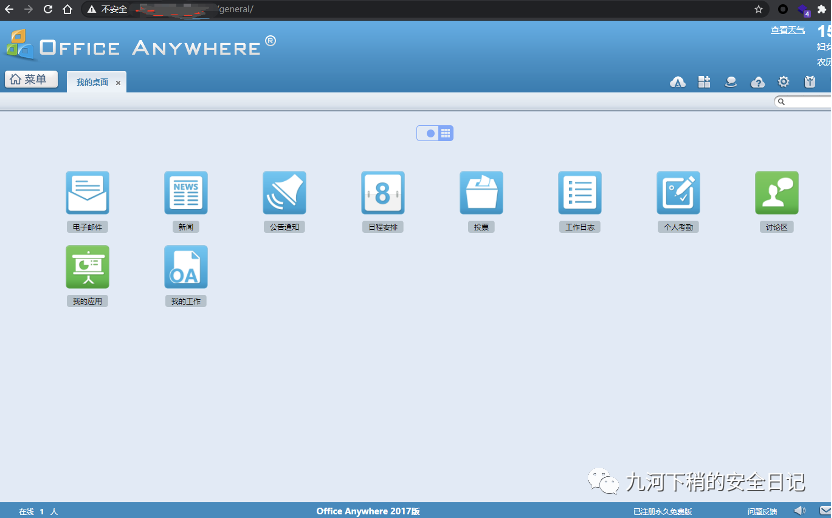 不安全 /general/
OFFICE ANYWHERE®
查看天气
15
妇女
农历
菜单
我的桌面 ×
NEWS
8
电子邮件
新闻
公告通知
日程安排
投票
工作日志
个人考勤
讨论区
OA
我的应用
我的工作
九河下稍的安全日记
在线 1 人
Office Anywhere 2017版
已注册永久免费版
问题反馈